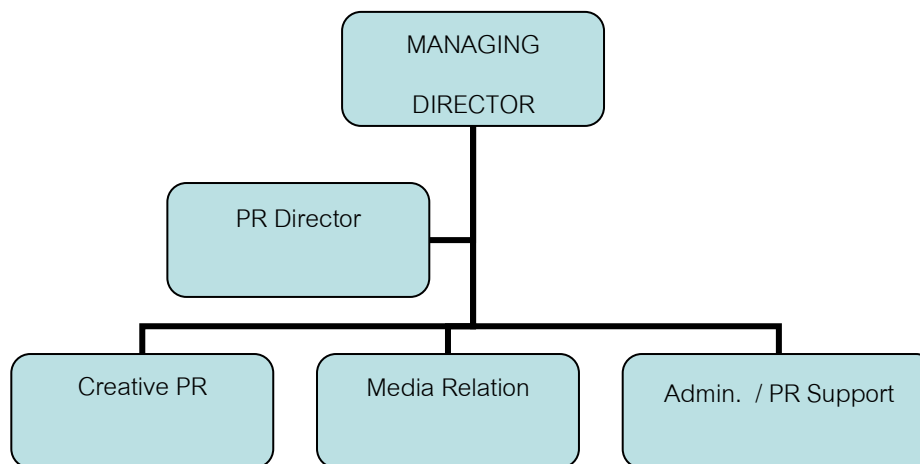 MANAGING
DIRECTOR
PR Director
Creative PR
Media Relation
Admin.  / PR Support